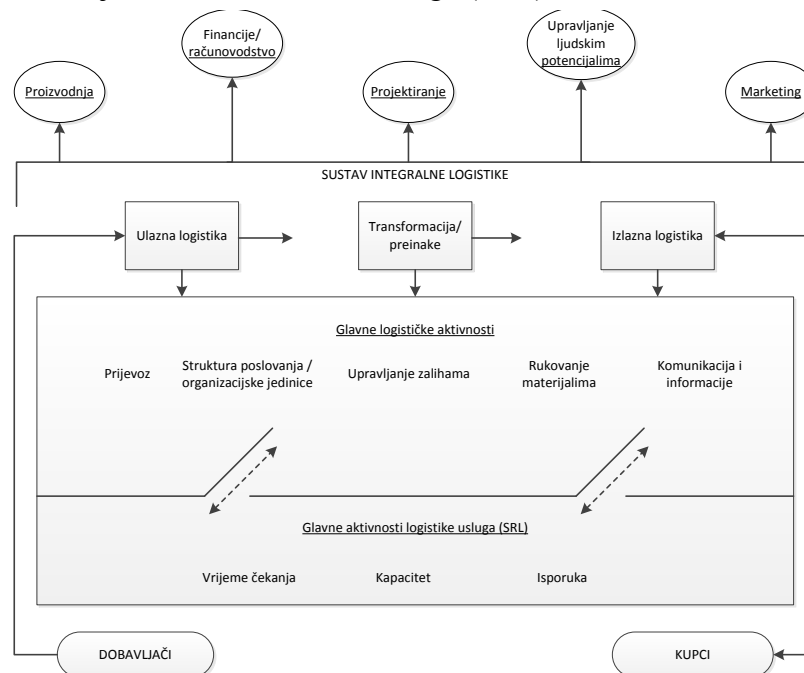 Financije/
računovodstvo
Upravljanje
ljudskim
potencijalima
Proizvodnja
Projektiranje
Marketing
SUSTAV INTEGRALNE LOGISTIKE
Ulazna logistika
Transformacija/
preinake
Izlazna logistika
Glavne logističke aktivnosti
Prijevoz
Struktura poslovanja /
organizacijske jedinice
Upravljanje zalihama
Rukovanje
materijalima
Komunikacija i
informacije
Glavne aktivnosti logistike usluga (SRL)
Vrijeme čekanja
Kapacitet
Isporuka
DOBAVLJAČI
KUPCI